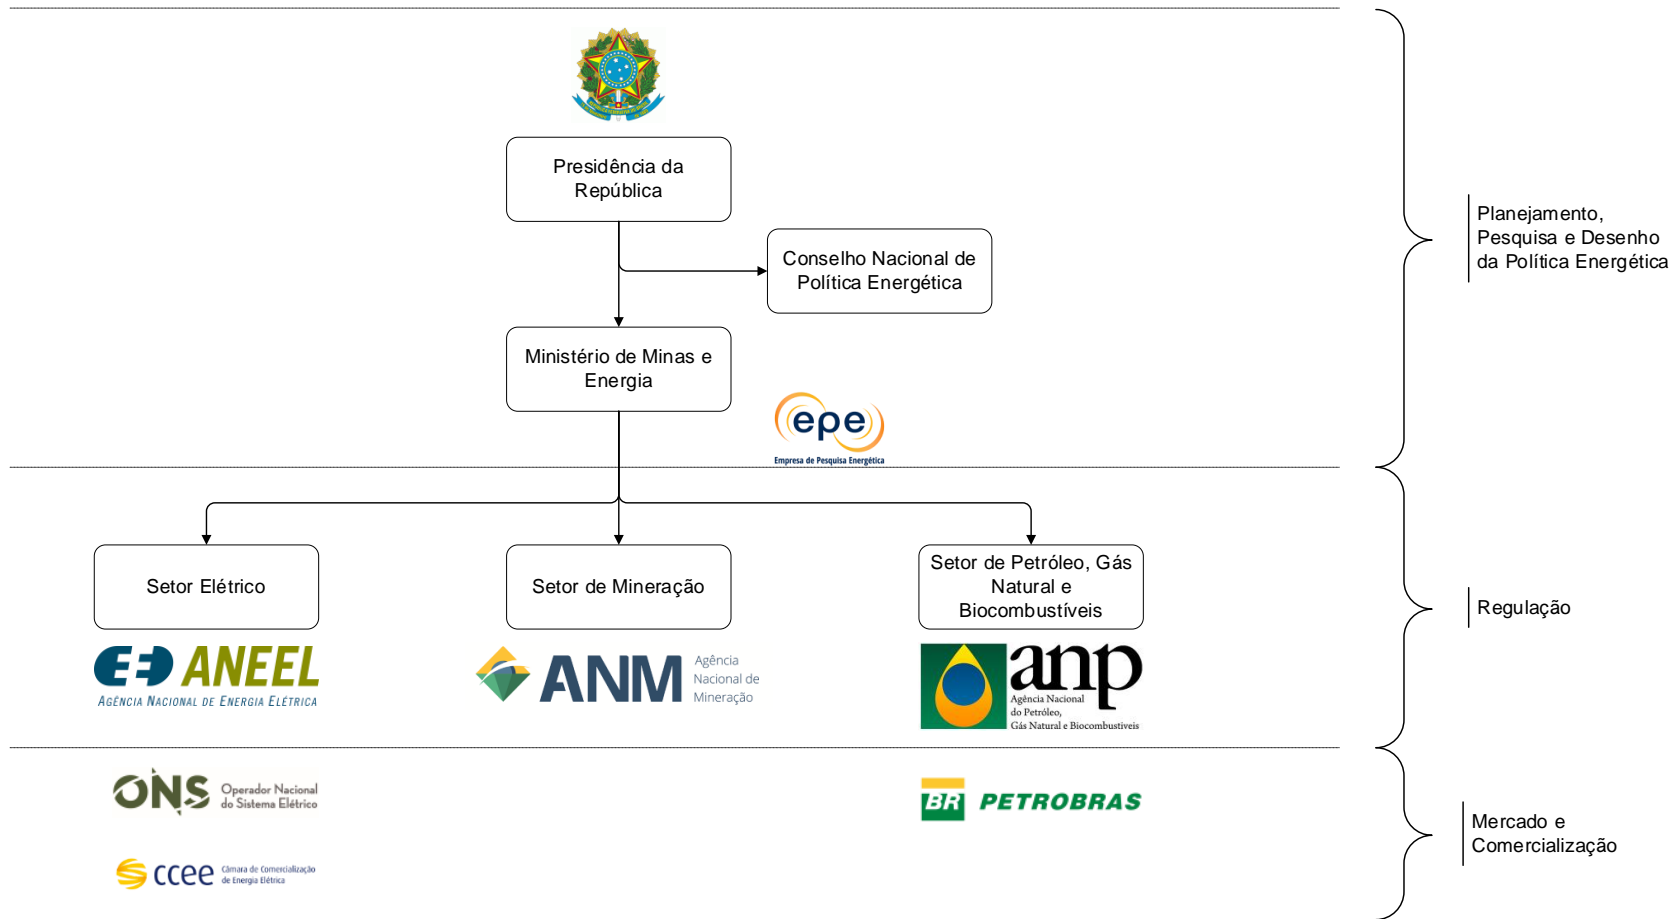 Presidência da
República
Conselho Nacional de
Política Energética
Planejamento,
Pesquisa e Desenho
da Política Energética
Ministério de Minas e
Energia
epe
Empresa de Pesquisa Energética
Setor Elétrico
Setor de Mineração
Setor de Petróleo, Gás
Natural e
Biocombustíveis
Regulação
ANEEL
AGÊNCIA NACIONAL DE ENERGIA ELÉTRICA
ANM
Agência
Nacional de
Mineração
anp
Agência Nacional
do Petróleo,
Gás Natural e Biocombustíveis
ONS
Operador Nacional
do Sistema Elétrico
BR PETROBRAS
Mercado e
Comercialização
ccee
Câmara de Comercialização
de Energia Elétrica